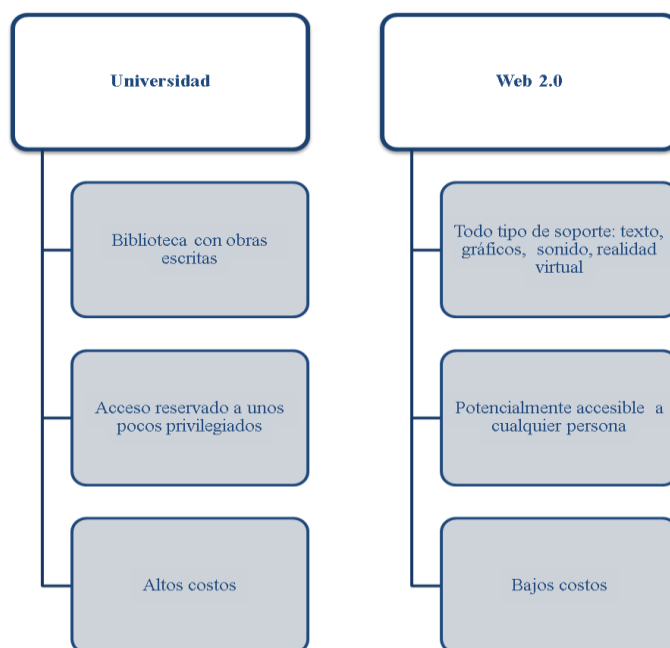 Universidad
Biblioteca con obras
escritas
Acceso reservado a unos
pocos privilegiados
Altos costos
Web 2.0
Todo tipo de soporte: texto,
gráficos, sonido, realidad
virtual
Potencialmente accesible a
cualquier persona
Bajos costos